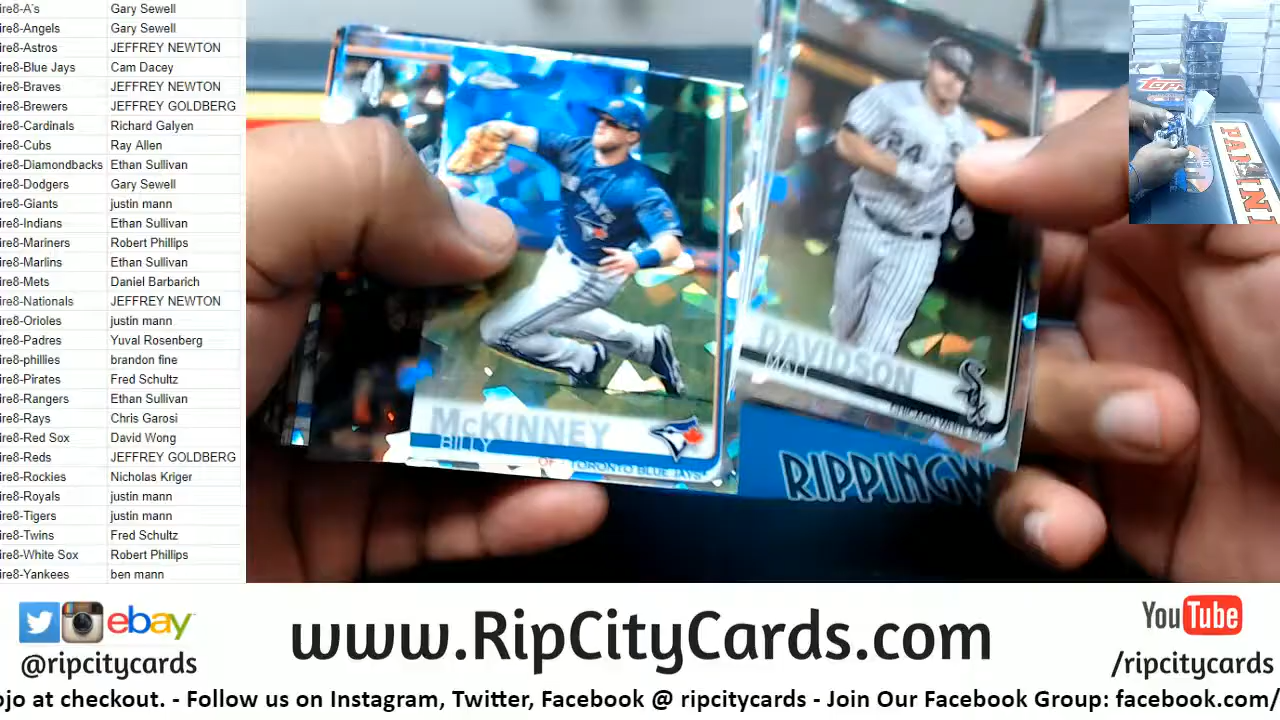 ire8-A's Gary Sewell
ire8-Angels Gary Sewell
ire8-Astros JEFFREY NEWTON
ire8-Blue Jays Cam Dacey
ire8-Braves JEFFREY NEWTON
ire8-Brewers JEFFREY GOLDBERG
ire8-Cardinals Richard Galyen
ire8-Cubs Ray Allen
ire8-Diamondbacks Ethan Sullivan
ire8-Dodgers Gary Sewell
ire8-Giants justin mann
ire8-Indians Ethan Sullivan
ire8-Mariners Robert Phillips
ire8-Marlins Ethan Sullivan
ire8-Mets Daniel Barbarich
ire8-Nationals JEFFREY NEWTON
ire8-Orioles justin mann
ire8-Padres Yuval Rosenberg
ire8-phillies brandon fine
ire8-Pirates Fred Schultz
ire8-Rangers Ethan Sullivan
ire8-Rays Chris Garosi
ire8-Red Sox David Wong
ire8-Reds JEFFREY GOLDBERG
ire8-Rockies Nicholas Kriger
ire8-Royals justin mann
ire8-Tigers justin mann
ire8-Twins Fred Schultz
ire8-White Sox Robert Phillips
ire8-Yankees ben mann
McKINNEY
BILLY
OF - TORONTO BLUE JAYS
24
DAVIDSON
MATT
Sox
RIPPINGW
Topps
PANINI
ebay
@ripcitycards
www.RipCityCards.com
YouTube
/ripcitycards
ojo at checkout. - Follow us on Instagram, Twitter, Facebook @ ripcitycards - Join Our Facebook Group: facebook.com/